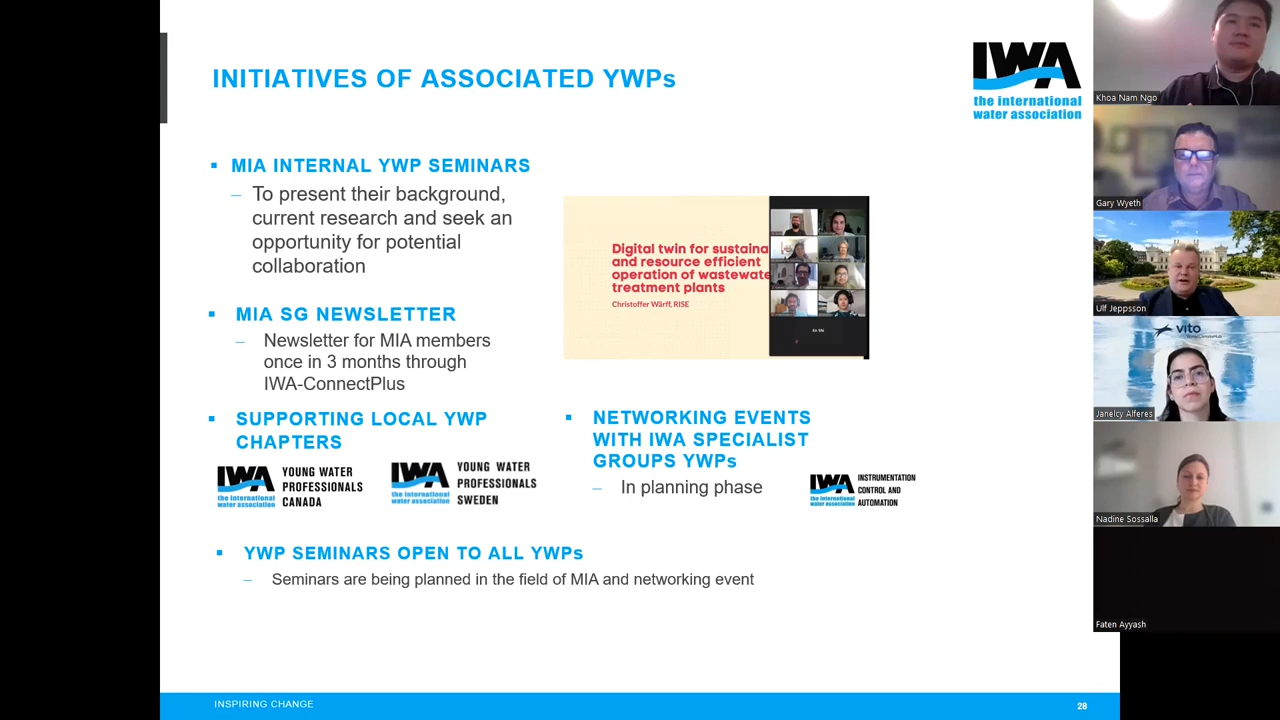 INITIATIVES OF ASSOCIATED YWPs
IWA
the international
water association
▪ MIA INTERNAL YWP SEMINARS
– To present their background,
current research and seek an
opportunity for potential
collaboration
Digital twin for sustaina
and resource efficient
operation of wastewate
treatment plants
Christoffer Wärff, RISE
▪ MIA SG NEWSLETTER
– Newsletter for MIA members
once in 3 months through
IWA-ConnectPlus
▪ SUPPORTING LOCAL YWP
CHAPTERS
IWA
the international
water association
YOUNG WATER
PROFESSIONALS
CANADA
IWA
the international
water association
YOUNG WATER
PROFESSIONALS
SWEDEN
▪ NETWORKING EVENTS
WITH IWA SPECIALIST
GROUPS YWPs
– In planning phase
IWA
the international
water association
INSTRUMENTATION
CONTROL AND
AUTOMATION
▪ YWP SEMINARS OPEN TO ALL YWPs
– Seminars are being planned in the field of MIA and networking event
INSPIRING CHANGE
28
Khoa Nam Ngo
Gary Wyeth
Ulf Jeppsson
vito
Janelcy Alferes
Nadine Sossalla
Faten Ayyash